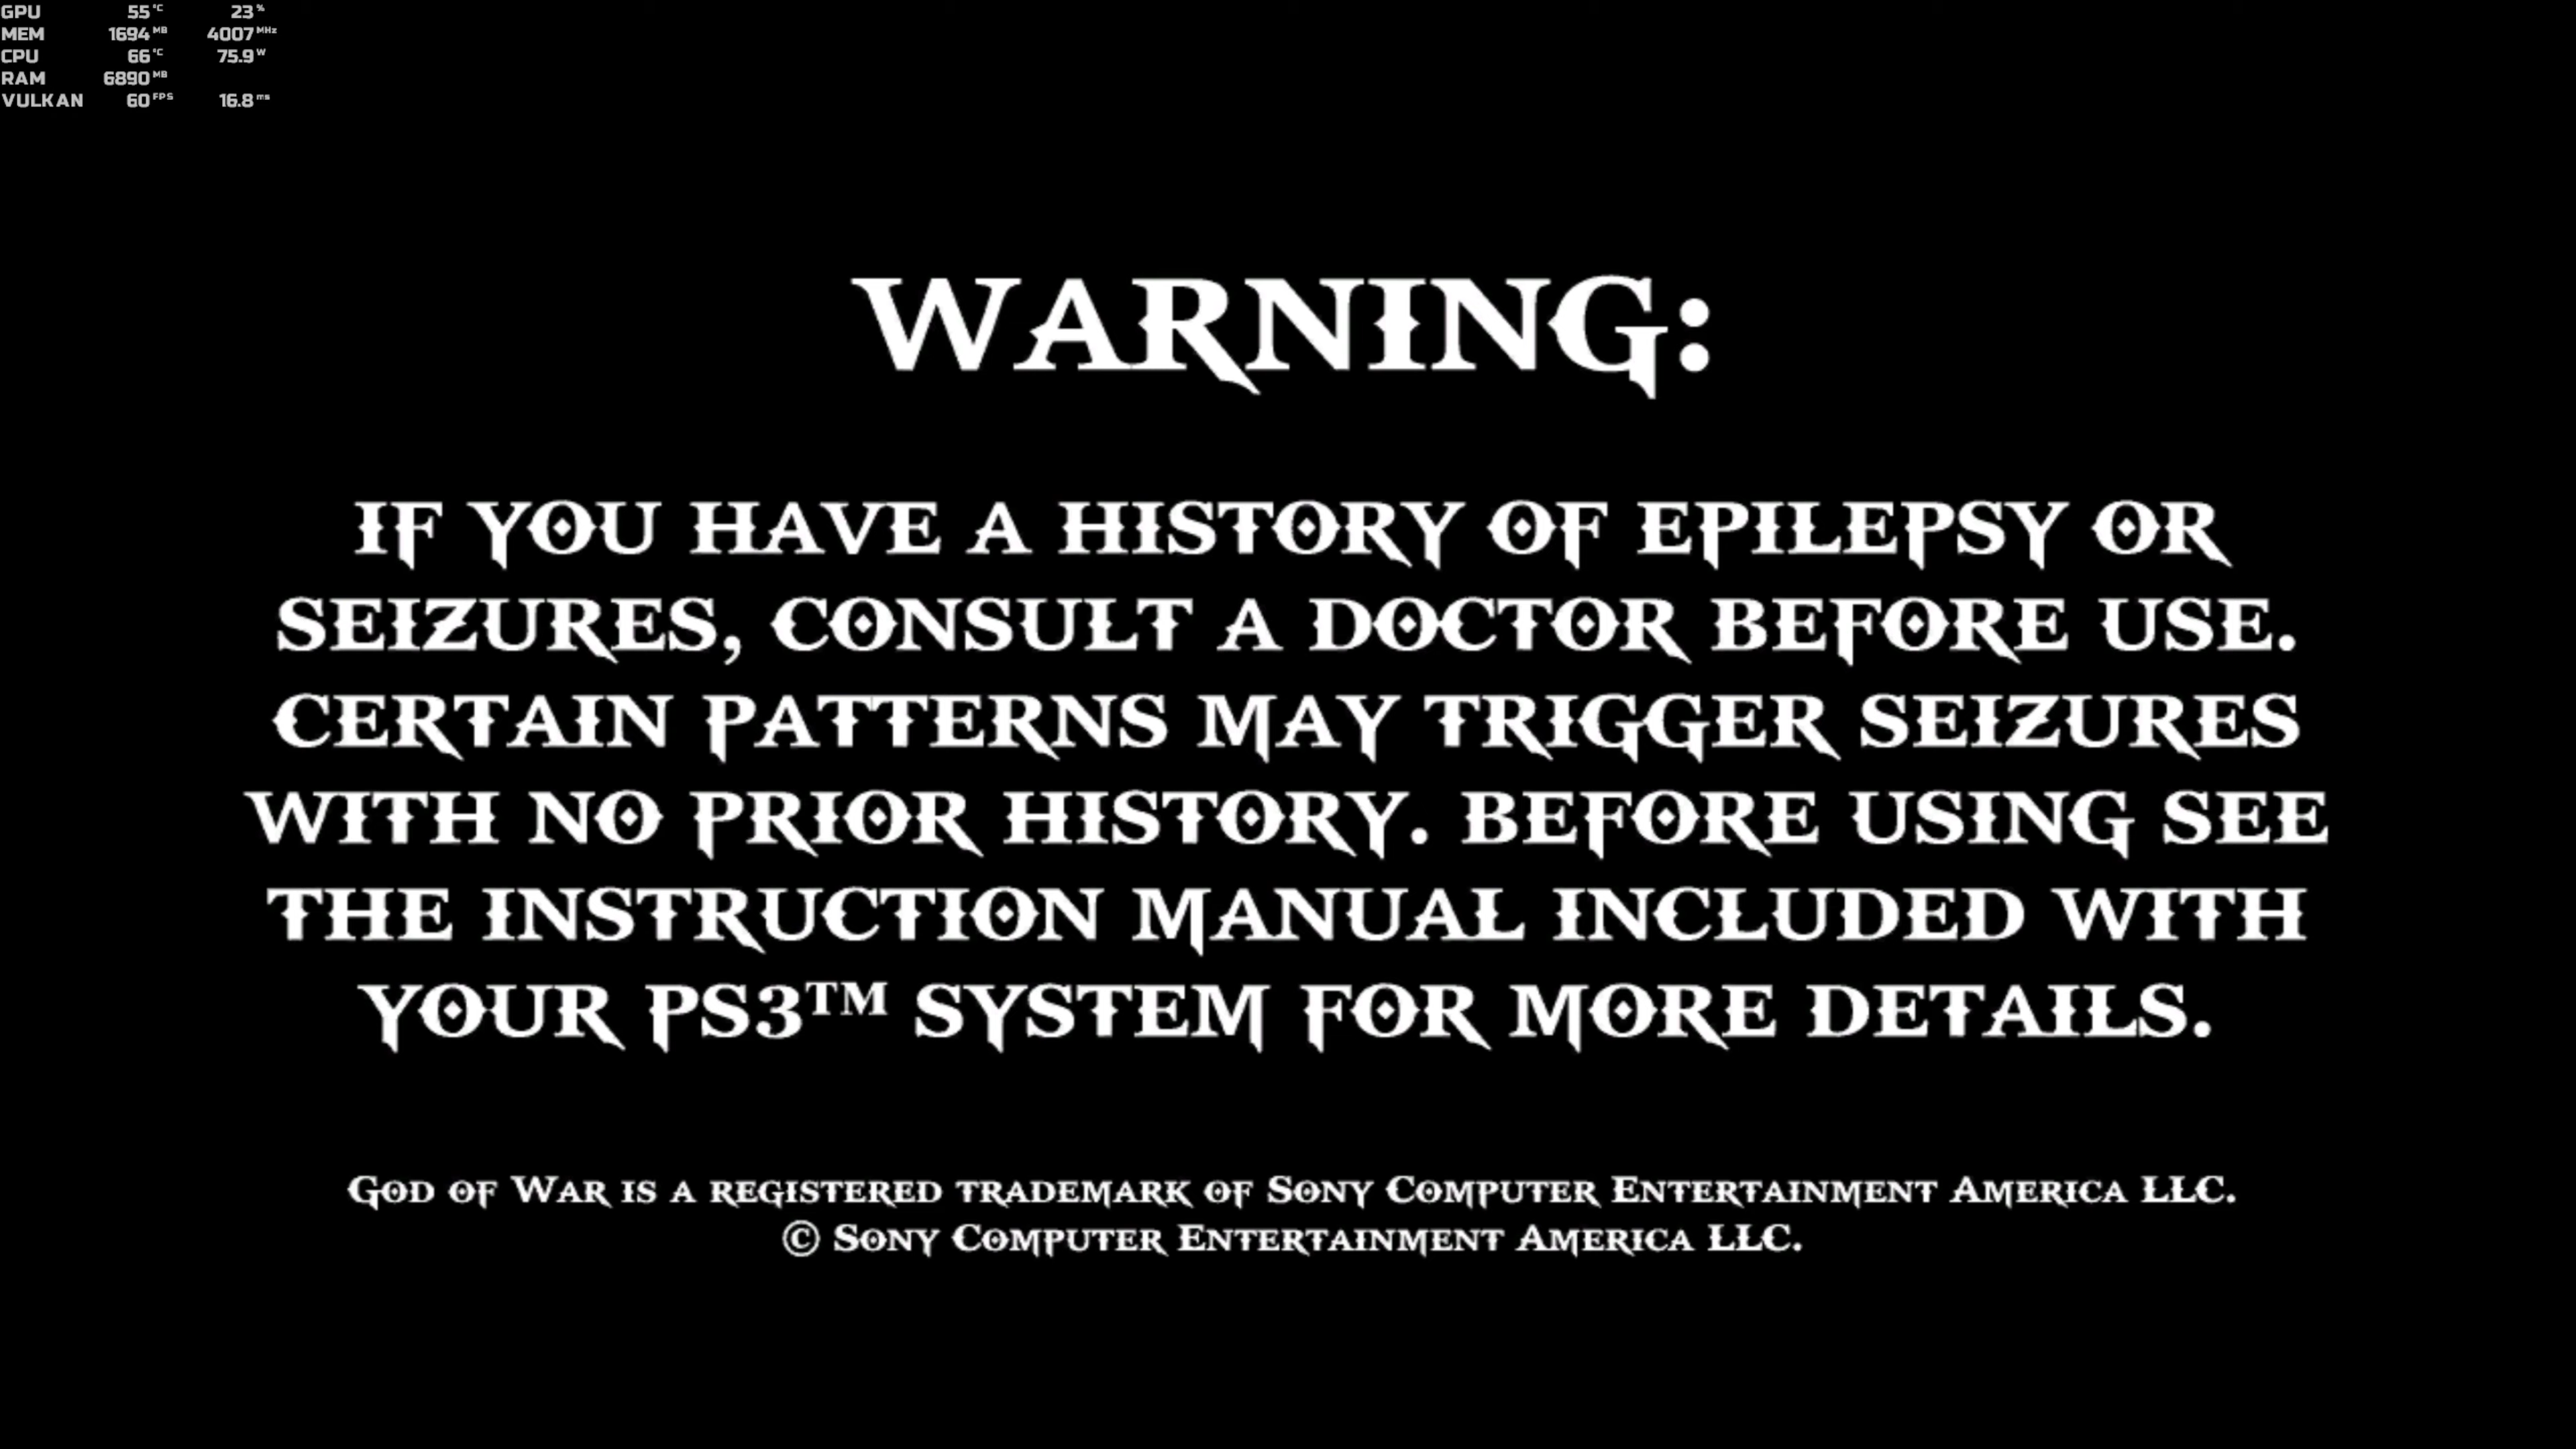 GPU 55°C 23%
MEM 1694MB 4007MHz
CPU 66°C 75.9W
RAM 6890MB
VULKAN 60FPS 16.8ms
WARNING:
IF YOU HAVE A HISTORY OF EPILEPSY OR
SEIZURES, CONSULT A DOCTOR BEFORE USE.
CERTAIN PATTERNS MAY TRIGGER SEIZURES
WITH NO PRIOR HISTORY. BEFORE USING SEE
THE INSTRUCTION MANUAL INCLUDED WITH
YOUR PS3™ SYSTEM FOR MORE DETAILS.
GOD OF WAR IS A REGISTERED TRADEMARK OF SONY COMPUTER ENTERTAINMENT AMERICA LLC.
© SONY COMPUTER ENTERTAINMENT AMERICA LLC.